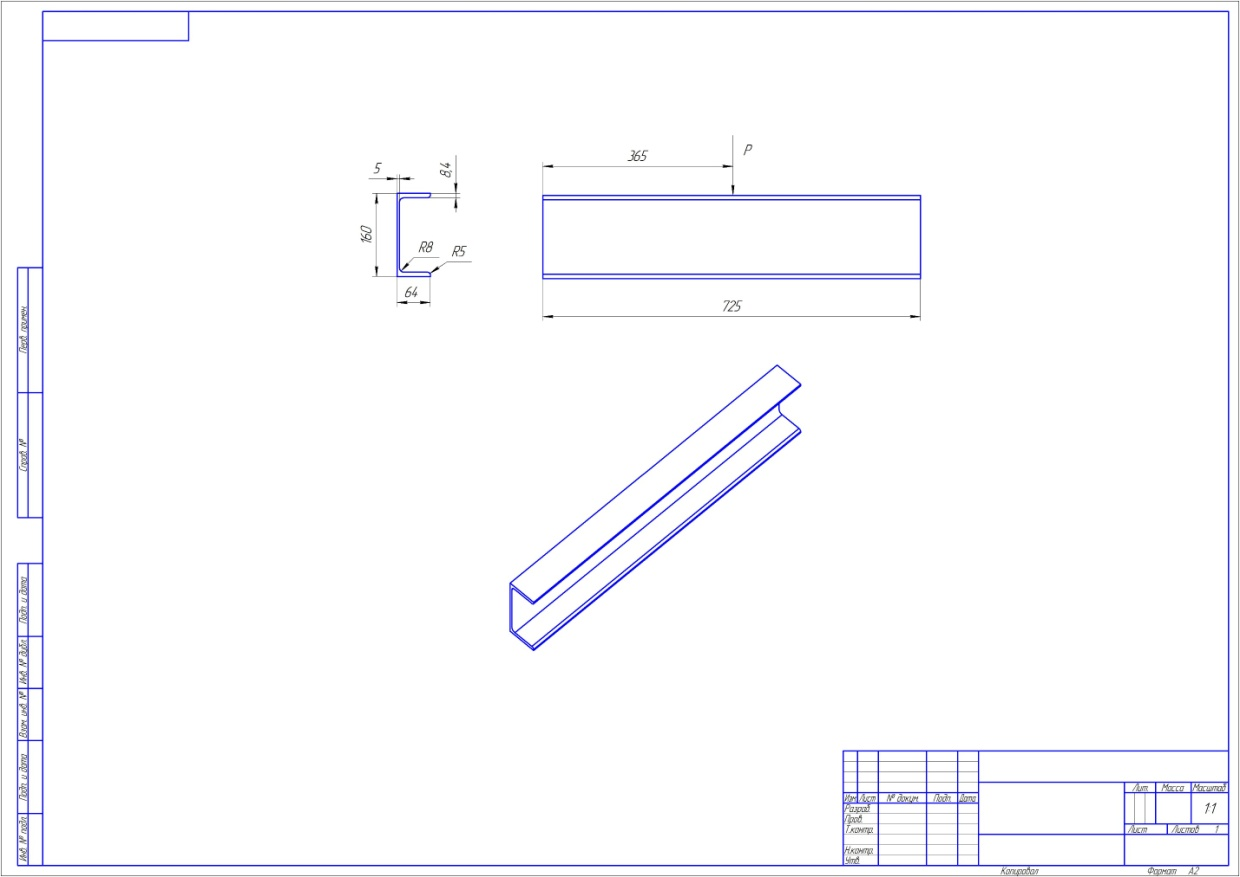 365
P
5
8,4
160
R8
R5
64
725
Перв. примен.
Справ. №
Подп. и дата
Инв. № дубл.
Взам. инв. №
Подп. и дата
Инв. № подл.
Изм. Лист № докум. Подп. Дата
Разраб.
Пров.
Т.контр.
Н.контр.
Утв.
Лит. Масса Масштаб
1:1
Лист Листов 1
Копировал Формат А2